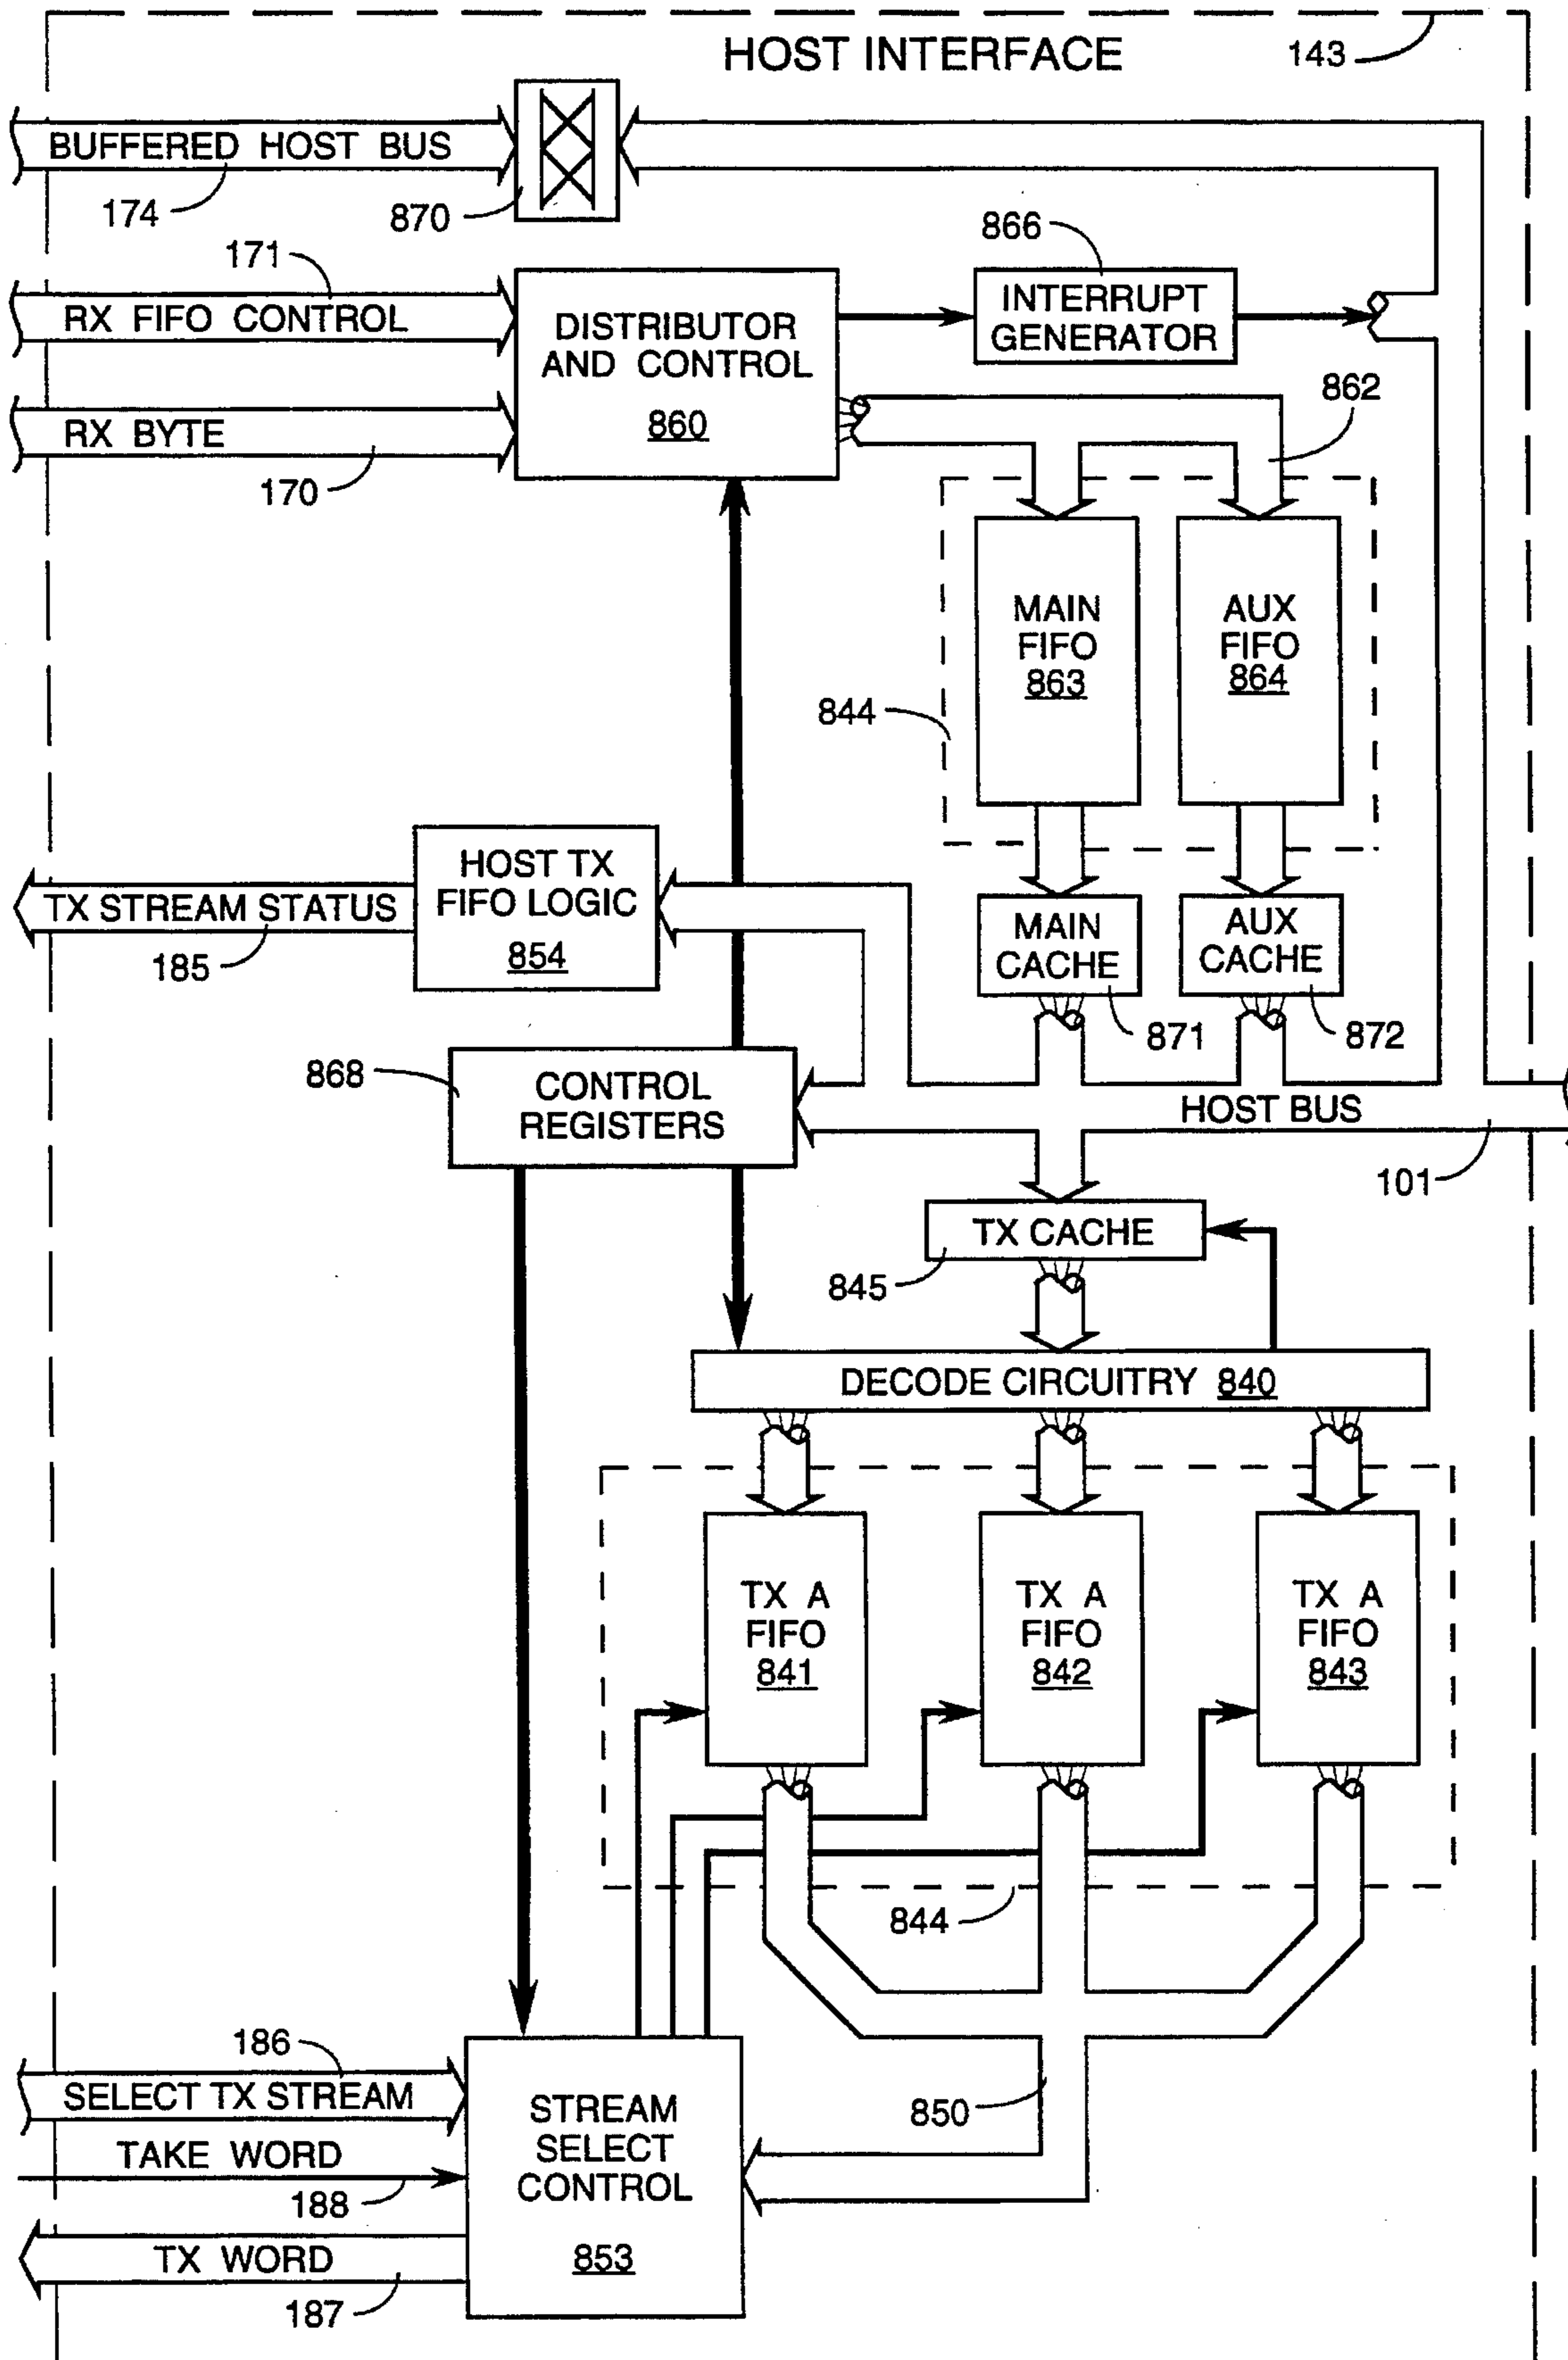 HOST INTERFACE
143
BUFFERED HOST BUS
174
870
866
171
RX FIFO CONTROL
DISTRIBUTOR
AND CONTROL
860
INTERRUPT
GENERATOR
862
RX BYTE
170
MAIN
FIFO
863
AUX
FIFO
864
844
HOST TX
FIFO LOGIC
854
TX STREAM STATUS
185
MAIN
CACHE
AUX
CACHE
871
872
868
CONTROL
REGISTERS
HOST BUS
101
TX CACHE
845
DECODE CIRCUITRY 840
TX A
FIFO
841
TX A
FIFO
842
TX A
FIFO
843
844
186
SELECT TX STREAM
850
TAKE WORD
188
STREAM
SELECT
CONTROL
853
TX WORD
187